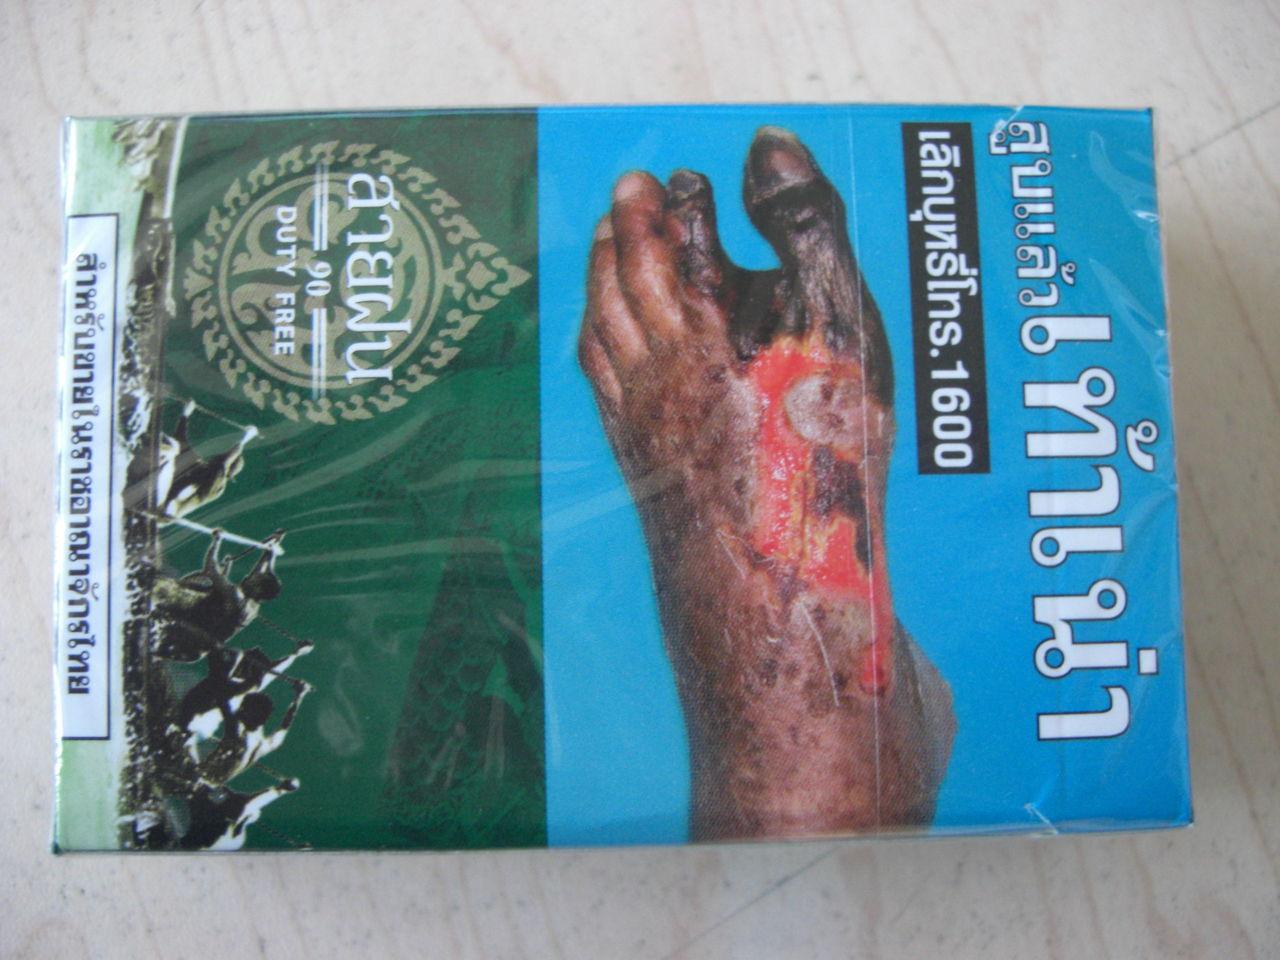 สูบแล้ว เท้าเน่า
เลิกบุหรี่โทร. 1600
สายฝน
90
DUTY FREE
สำหรับขายในราชอาณาจักรไทย